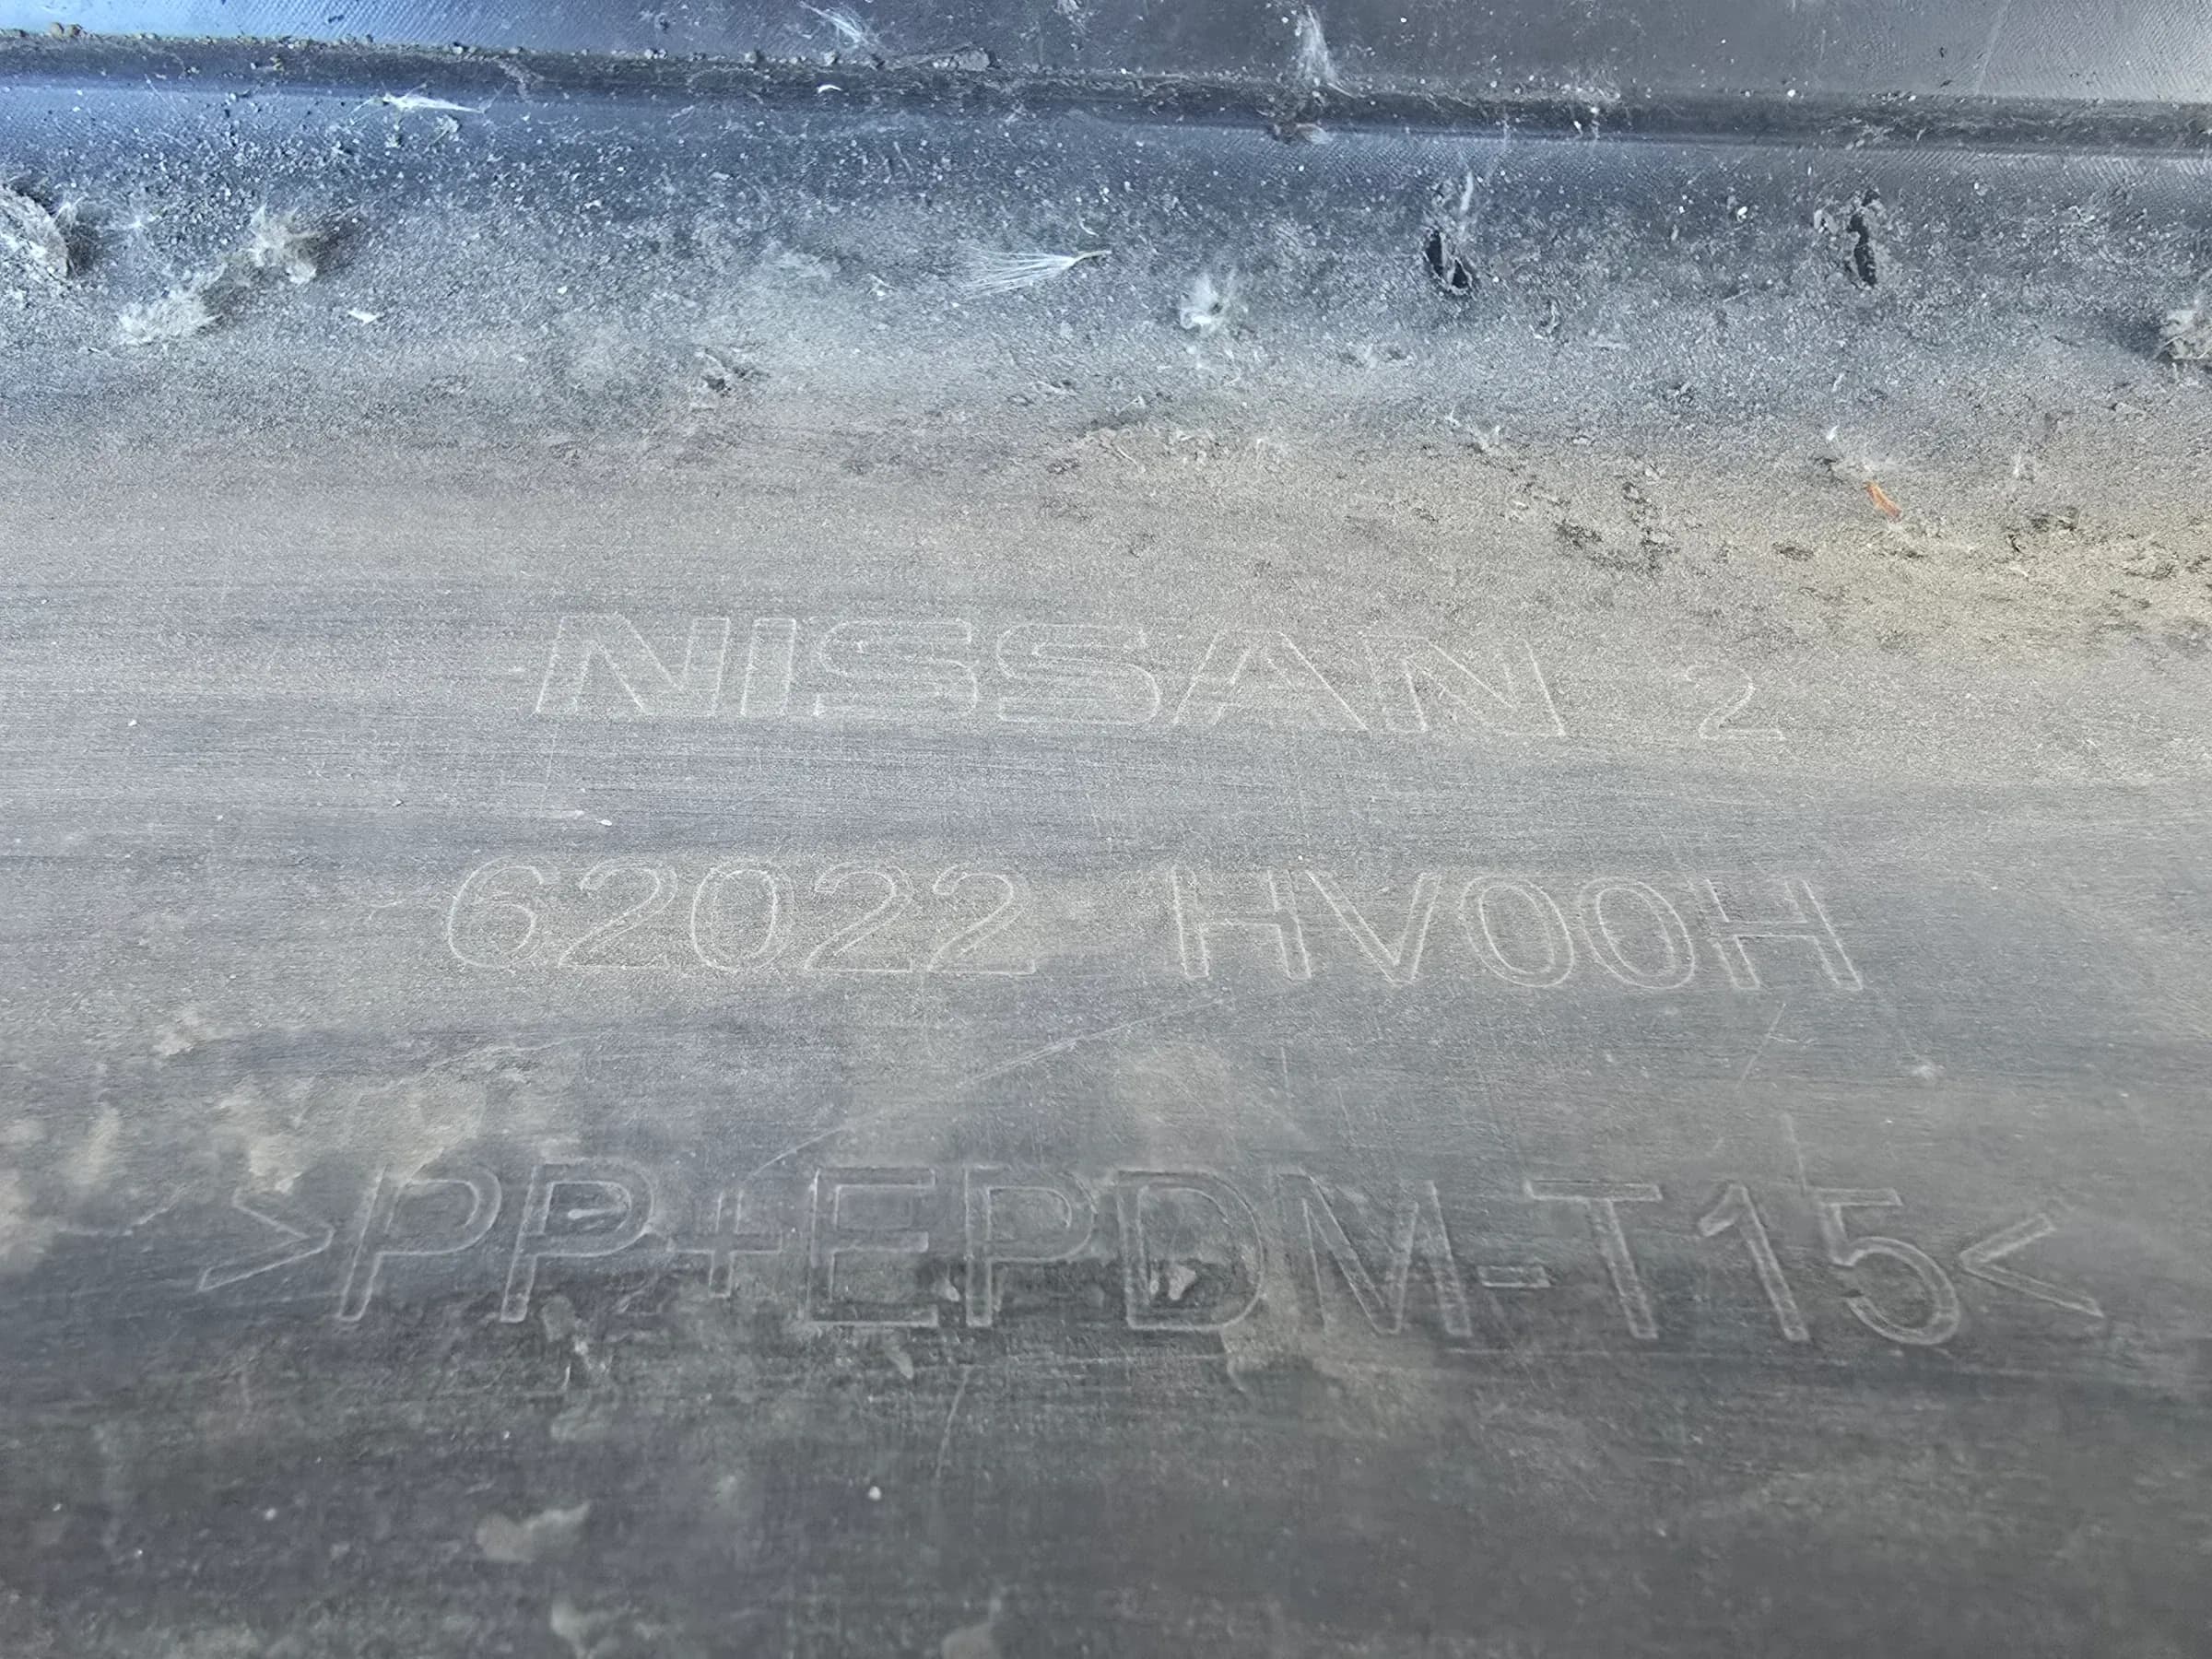 NISSAN 2
62022 HV00H
>PP+EPDM-T15<